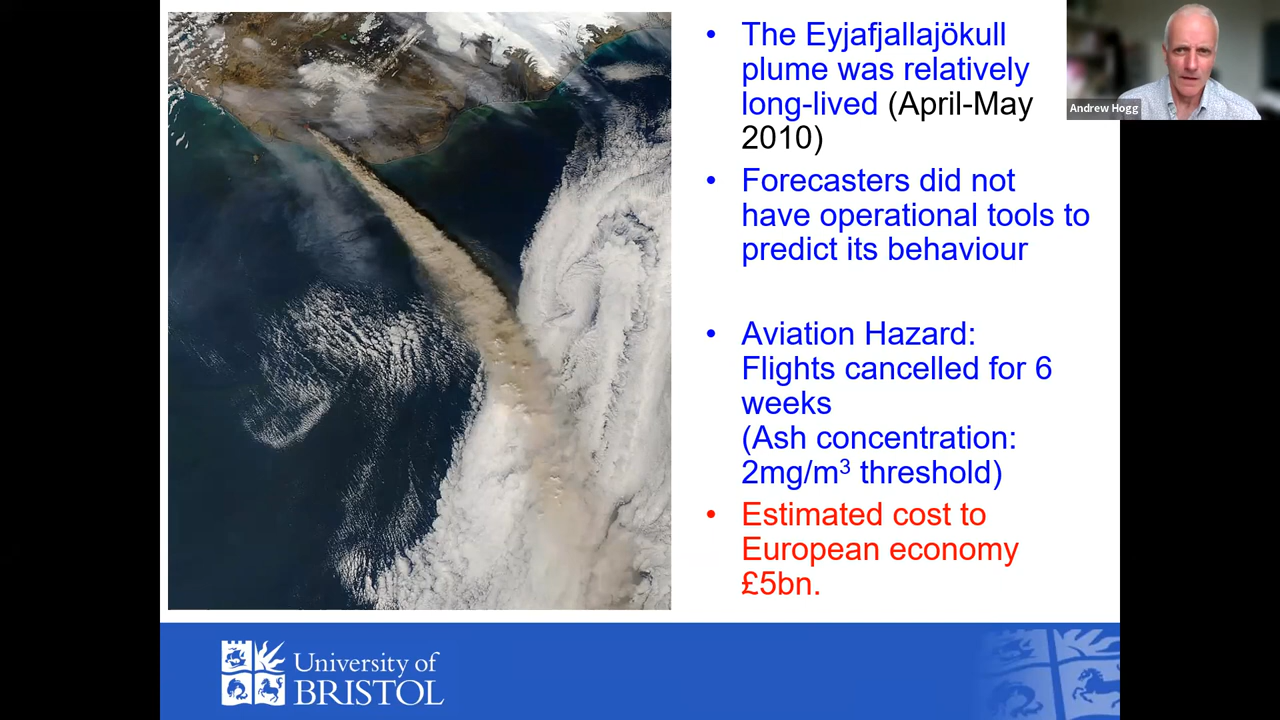 • The Eyjafjallajökull
plume was relatively
long-lived (April-May
2010)
• Forecasters did not
have operational tools to
predict its behaviour
• Aviation Hazard:
Flights cancelled for 6
weeks
(Ash concentration:
2mg/m³ threshold)
• Estimated cost to
European economy
£5bn.
Andrew Hogg
University of
BRISTOL